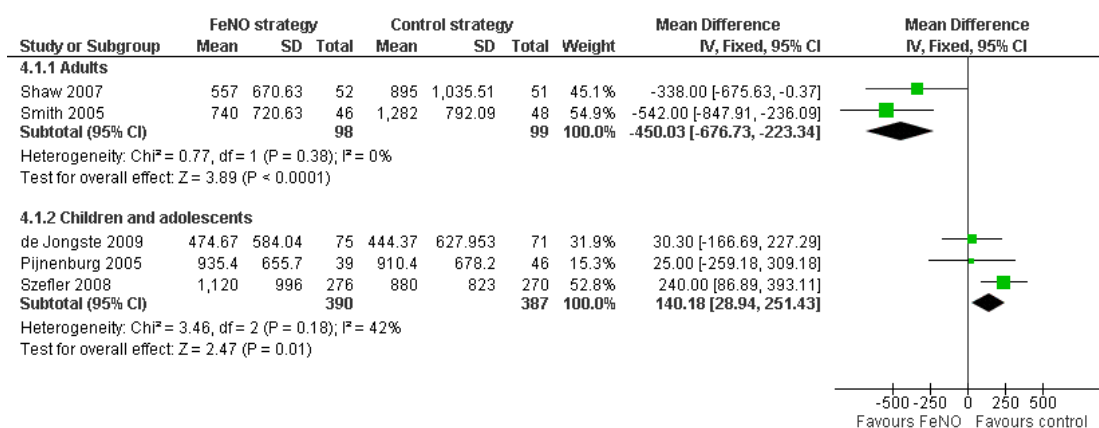 FeNO strategy Control strategy Mean Difference Mean Difference
Study or Subgroup Mean SD Total Mean SD Total Weight IV, Fixed, 95% CI IV, Fixed, 95% CI
4.1.1 Adults
Shaw 2007 557 670.63 52 895 1,035.51 51 45.1% -338.00 [-675.63, -0.37]
Smith 2005 740 720.63 46 1,282 792.09 48 54.9% -542.00 [-847.91, -236.09]
Subtotal (95% CI) 98 99 100.0% -450.03 [-676.73, -223.34]
Heterogeneity: Chi² = 0.77, df = 1 (P = 0.38); I² = 0%
Test for overall effect: Z = 3.89 (P < 0.0001)
4.1.2 Children and adolescents
de Jongste 2009 474.67 584.04 75 444.37 627.953 71 31.9% 30.30 [-166.69, 227.29]
Pijnenburg 2005 935.4 655.7 39 910.4 678.2 46 15.3% 25.00 [-259.18, 309.18]
Szefler 2008 1,120 996 276 880 823 270 52.8% 240.00 [86.89, 393.11]
Subtotal (95% CI) 390 387 100.0% 140.18 [28.94, 251.43]
Heterogeneity: Chi² = 3.46, df = 2 (P = 0.18); I² = 42%
Test for overall effect: Z = 2.47 (P = 0.01)
-500 -250 0 250 500
Favours FeNO Favours control